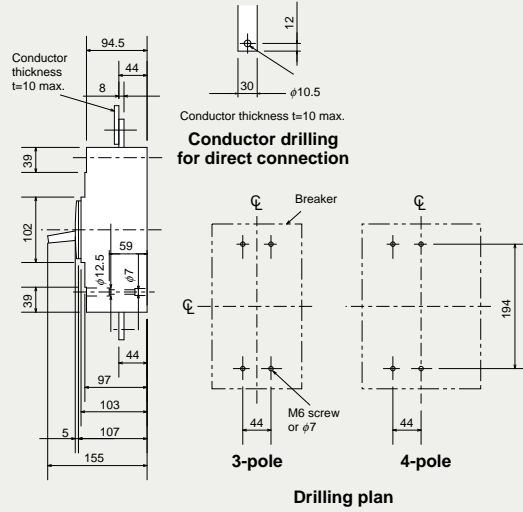 94.5
44
8
Conductor
thickness
t=10 max.
39
102
39
59
φ12.5
φ7
44
97
103
5
107
155
12
30
φ10.5
Conductor thickness t=10 max.
Conductor drilling
for direct connection
℄
Breaker
℄
℄
194
M6 screw
or φ7
44
44
3-pole
4-pole
Drilling plan